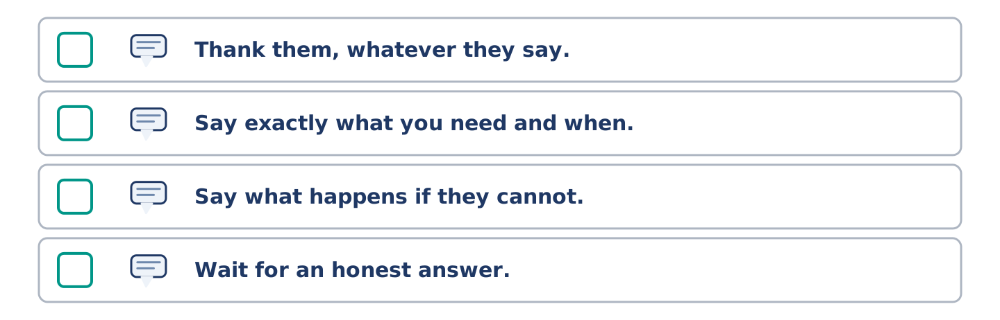 Thank them, whatever they say.
Say exactly what you need and when.
Say what happens if they cannot.
Wait for an honest answer.